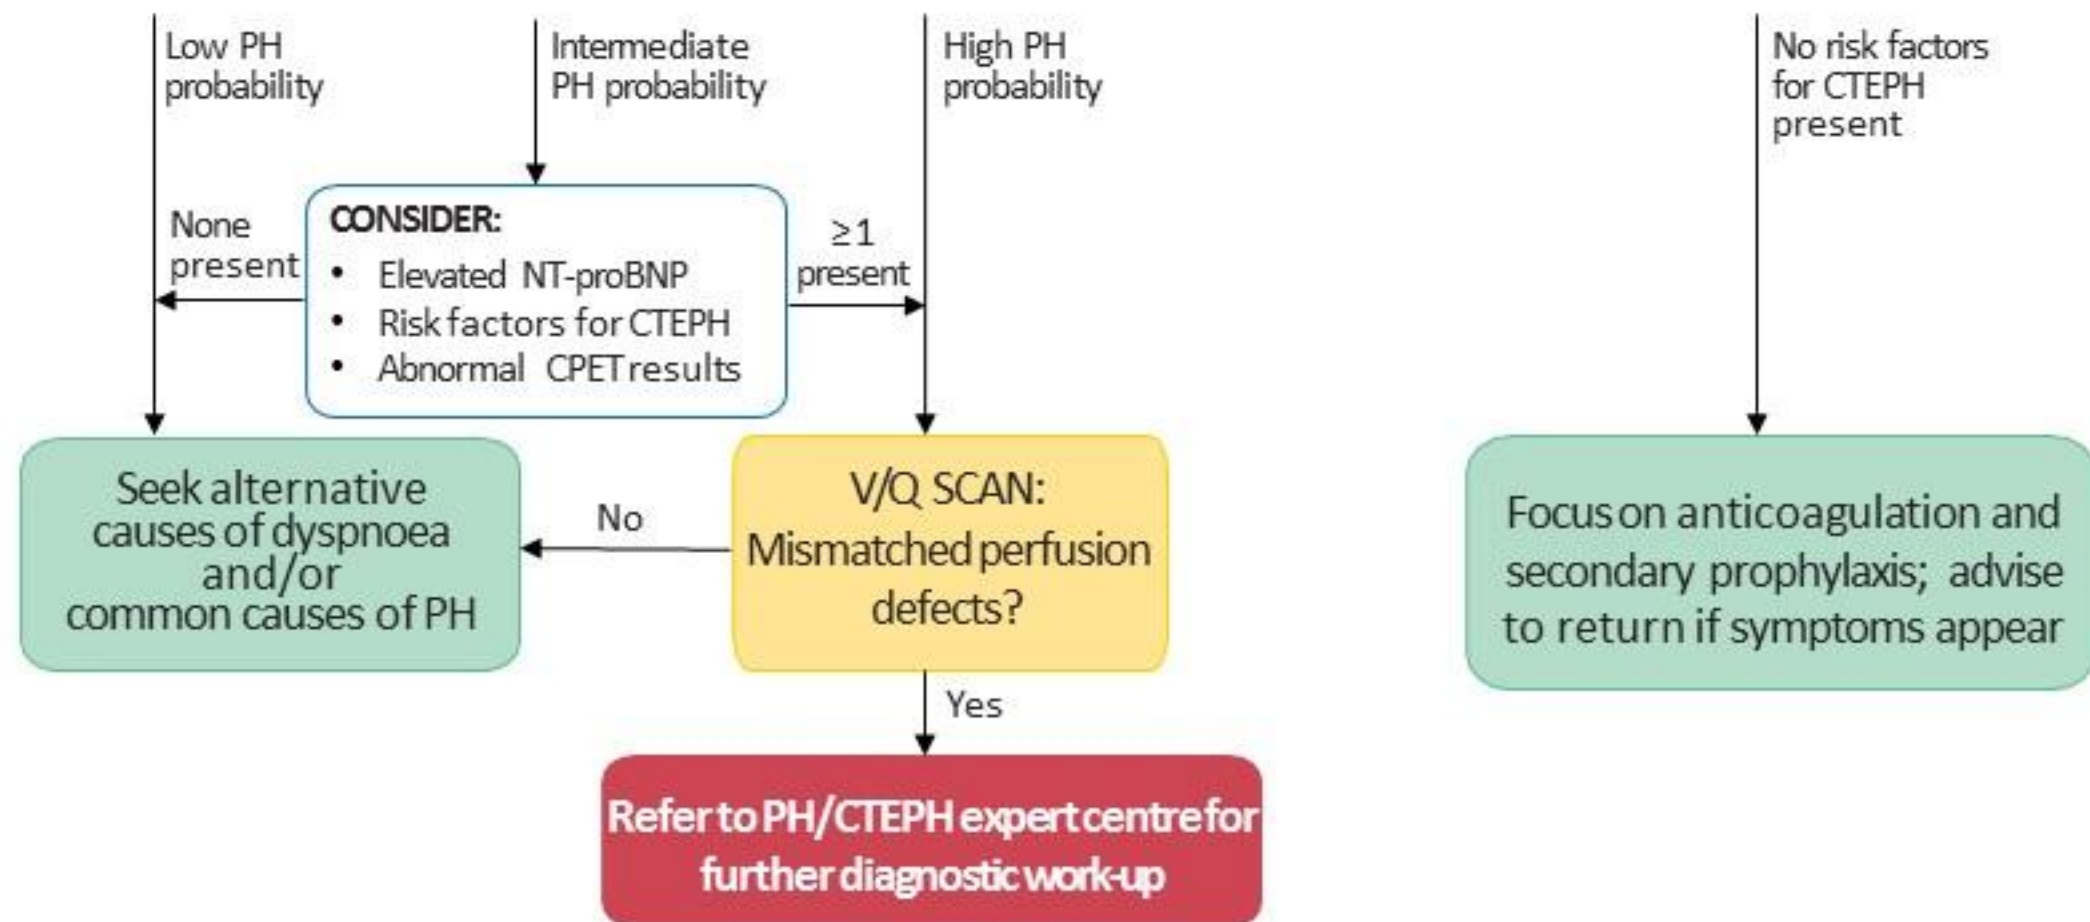 Low PH
probability
Intermediate
PH probability
High PH
probability
No risk factors
for CTEPH
present
None
present
CONSIDER:
• Elevated NT-proBNP
• Risk factors for CTEPH
• Abnormal CPET results
≥1
present
Seek alternative
causes of dyspnoea
and/or
common causes of PH
No
V/Q SCAN:
Mismatched perfusion
defects?
Focus on anticoagulation and
secondary prophylaxis; advise
to return if symptoms appear
Yes
Refer to PH/CTEPH expert centre for
further diagnostic work-up